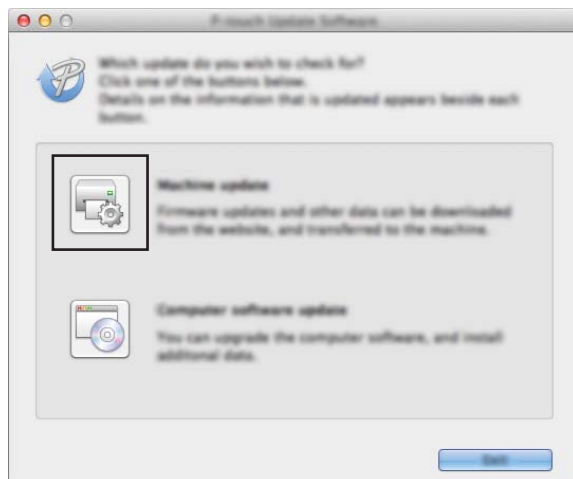 P-touch Update Software
Which update do you wish to check for?
Click one of the buttons below.
Details on the information that is updated appears beside each
button.
Machine update
Firmware updates and other data can be downloaded
from the website, and transferred to the machine.
Computer software update
You can upgrade the computer software, and install
additonal data.
Exit